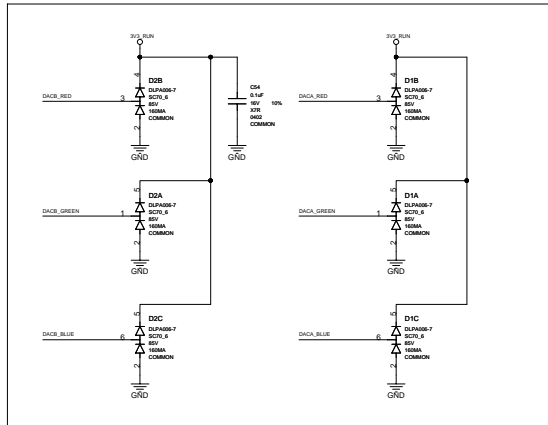 3V3_RUN
4
D2B
DLPA006-7
SC70_6
85V
160MA
COMMON
DACB_RED
3
2
GND
C54
0.1uF
16V 10%
X7R
0402
COMMON
GND
5
D2A
DLPA006-7
SC70_6
85V
160MA
COMMON
DACB_GREEN
1
2
GND
5
D2C
DLPA006-7
SC70_6
85V
160MA
COMMON
DACB_BLUE
6
2
GND
3V3_RUN
4
D1B
DLPA006-7
SC70_6
85V
160MA
COMMON
DACA_RED
3
2
GND
5
D1A
DLPA006-7
SC70_6
85V
160MA
COMMON
DACA_GREEN
1
2
GND
5
D1C
DLPA006-7
SC70_6
85V
160MA
COMMON
DACA_BLUE
6
2
GND